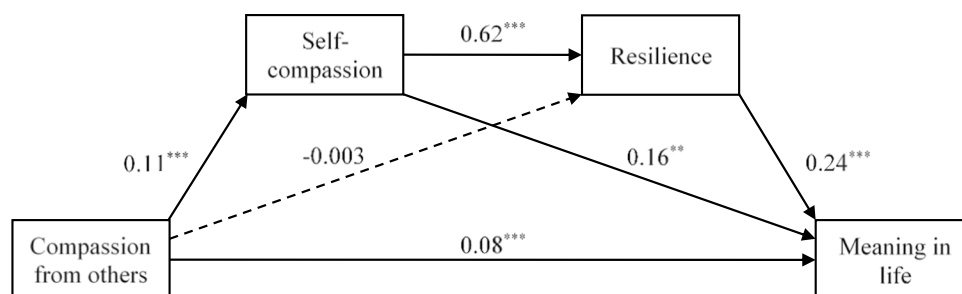 Self-
compassion
0.62***
Resilience
0.11***
-0.003
0.16**
0.24***
Compassion
from others
0.08***
Meaning in
life